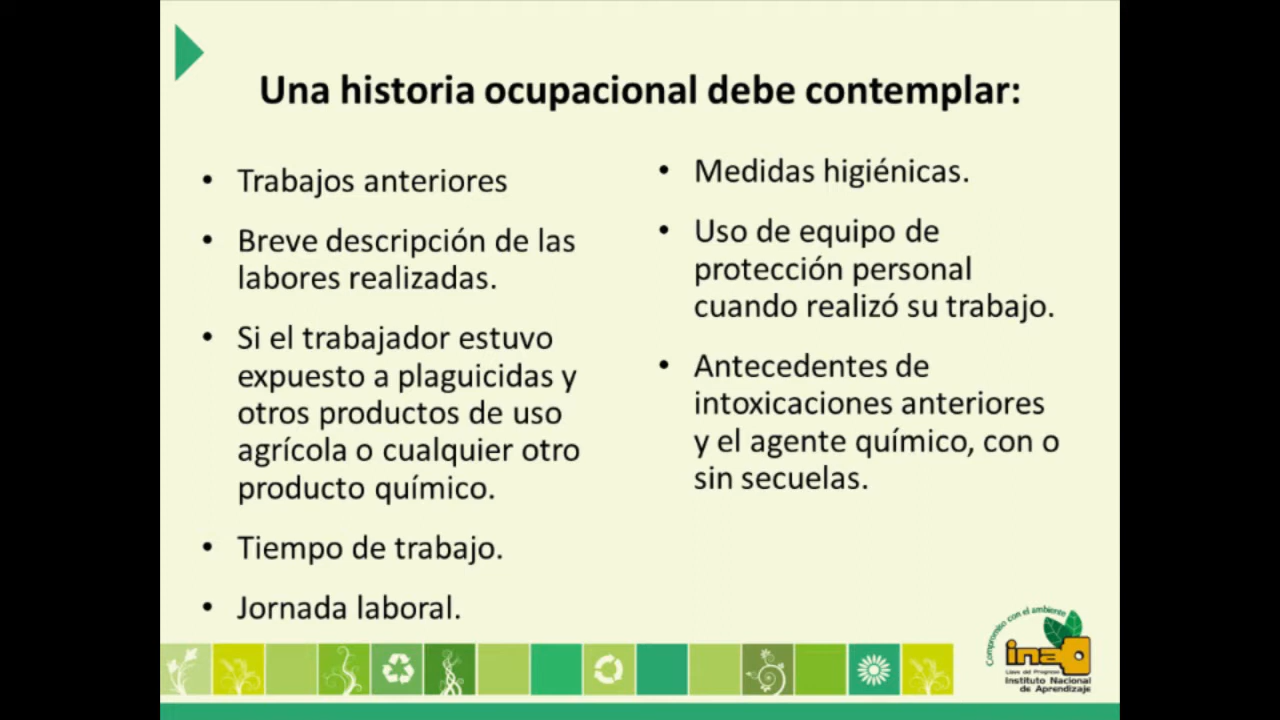 Una historia ocupacional debe contemplar:
• Trabajos anteriores
• Breve descripción de las
labores realizadas.
• Si el trabajador estuvo
expuesto a plaguicidas y
otros productos de uso
agrícola o cualquier otro
producto químico.
• Tiempo de trabajo.
• Jornada laboral.
• Medidas higiénicas.
• Uso de equipo de
protección personal
cuando realizó su trabajo.
• Antecedentes de
intoxicaciones anteriores
y el agente químico, con o
sin secuelas.
Compromiso con el ambiente
ina
Llave del Progreso
Instituto Nacional
de Aprendizaje